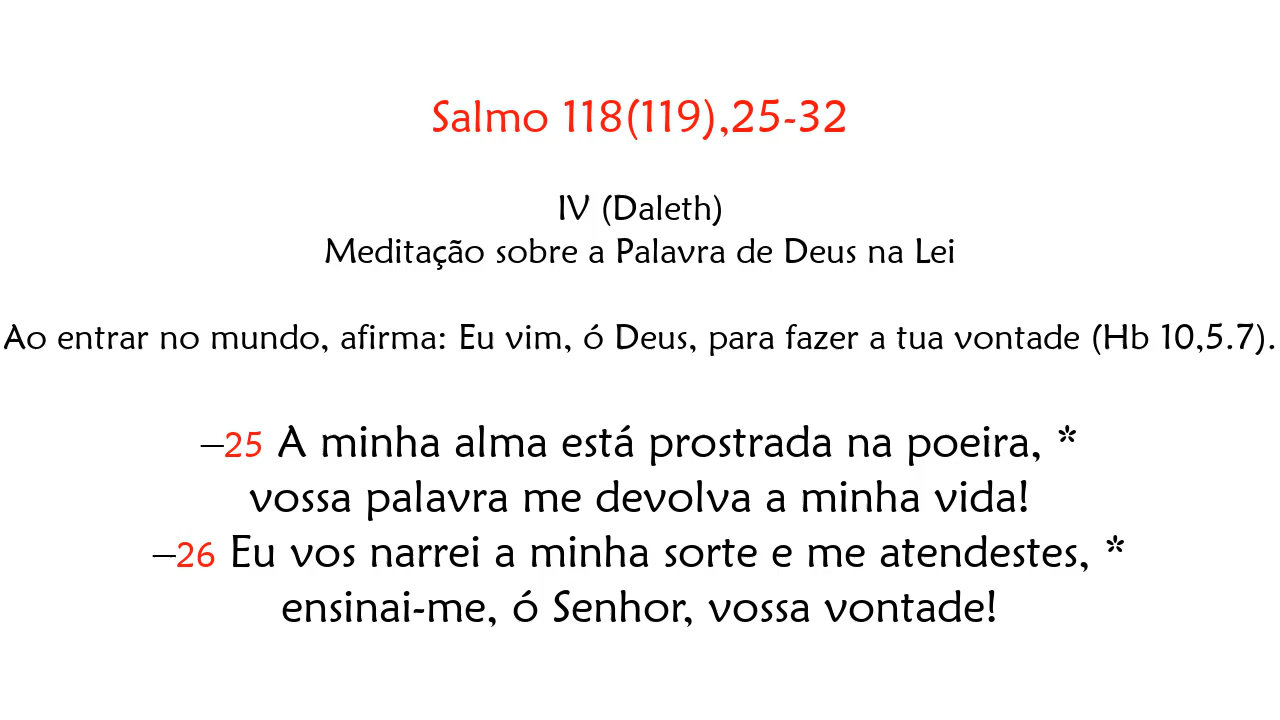 Salmo 118(119),25-32
IV (Daleth)
Meditação sobre a Palavra de Deus na Lei
Ao entrar no mundo, afirma: Eu vim, ó Deus, para fazer a tua vontade (Hb 10,5.7).
–25 A minha alma está prostrada na poeira, *
vossa palavra me devolva a minha vida!
–26 Eu vos narrei a minha sorte e me atendestes, *
ensinai-me, ó Senhor, vossa vontade!